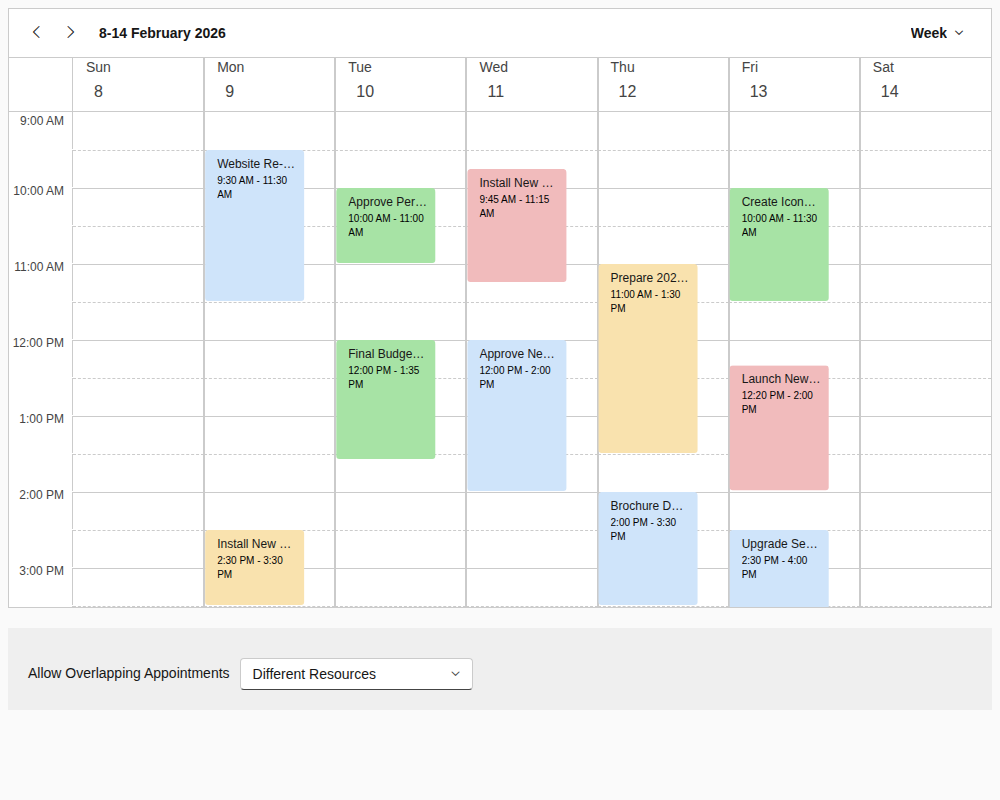 8-14 February 2026
Week
Sun
8
Mon
9
Tue
10
Wed
11
Thu
12
Fri
13
Sat
14
9:00 AM
10:00 AM
11:00 AM
12:00 PM
1:00 PM
2:00 PM
3:00 PM
Website Re-…
9:30 AM - 11:30
AM
Install New …
2:30 PM - 3:30
PM
Approve Per…
10:00 AM - 11:00
AM
Final Budge…
12:00 PM - 1:35
PM
Install New …
9:45 AM - 11:15
AM
Approve Ne…
12:00 PM - 2:00
PM
Prepare 202…
11:00 AM - 1:30
PM
Brochure D…
2:00 PM - 3:30
PM
Create Icon…
10:00 AM - 11:30
AM
Launch New…
12:20 PM - 2:00
PM
Upgrade Se…
2:30 PM - 4:00
PM
Allow Overlapping Appointments
Different Resources